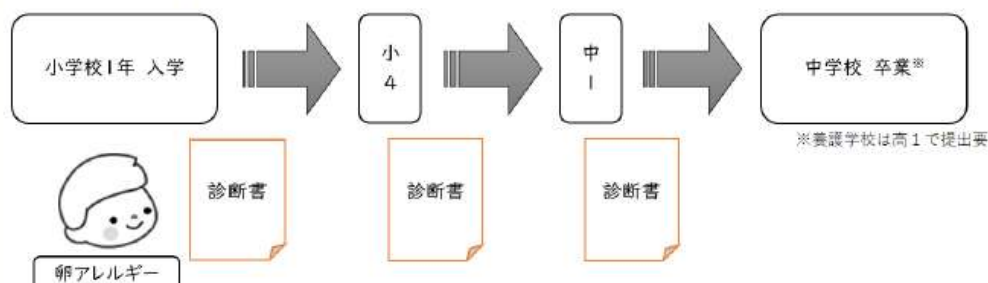 小学校1年 入学
小
4
中
1
中学校 卒業※
※養護学校は高1で提出要
診断書
診断書
診断書
卵アレルギー